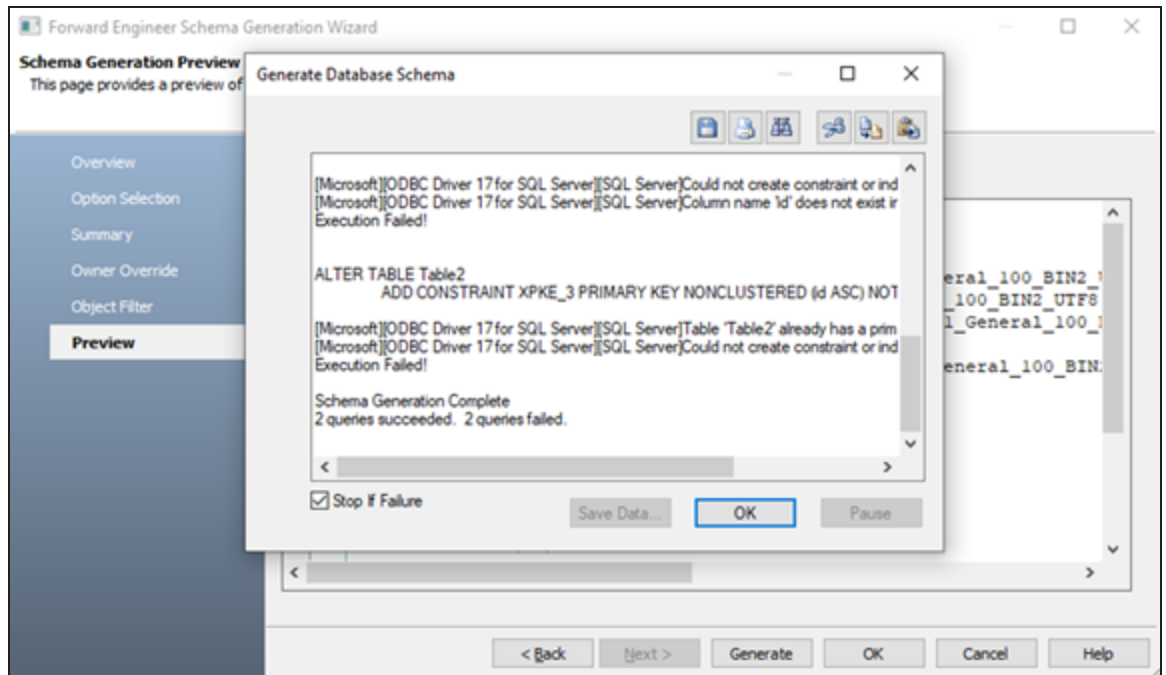 Forward Engineer Schema Generation Wizard
Schema Generation Preview
This page provides a preview of
Overview
Option Selection
Summary
Owner Override
Object Filter
Preview
Generate Database Schema
[Microsoft][ODBC Driver 17 for SQL Server][SQL Server]Could not create constraint or ind
[Microsoft][ODBC Driver 17 for SQL Server][SQL Server]Column name 'id' does not exist ir
Execution Failed!
ALTER TABLE Table2
ADD CONSTRAINT XPKE_3 PRIMARY KEY NONCLUSTERED (id ASC) NOT
[Microsoft][ODBC Driver 17 for SQL Server][SQL Server]Table 'Table2' already has a prim
[Microsoft][ODBC Driver 17 for SQL Server][SQL Server]Could not create constraint or ind
Execution Failed!
Schema Generation Complete
2 queries succeeded. 2 queries failed.
Stop If Failure
Save Data...
OK
Pause
eral_100_BIN2_U
_100_BIN2_UTF8
l_General_100_
eneral_100_BIN
< Back
Next >
Generate
OK
Cancel
Help